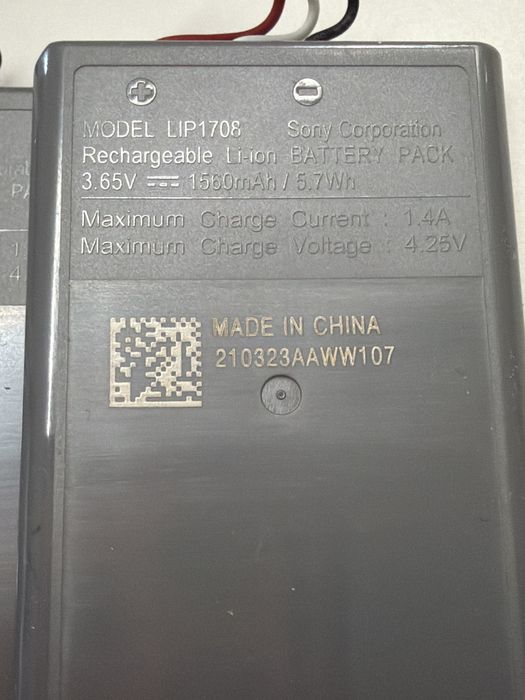 MODEL LIP1708 Sony Corporation
Rechargeable Li-ion BATTERY PACK
3.65V ⎓ 1560mAh / 5.7Wh
Maximum Charge Current : 1.4A
Maximum Charge Voltage : 4.25V
MADE IN CHINA
210323AAWW107